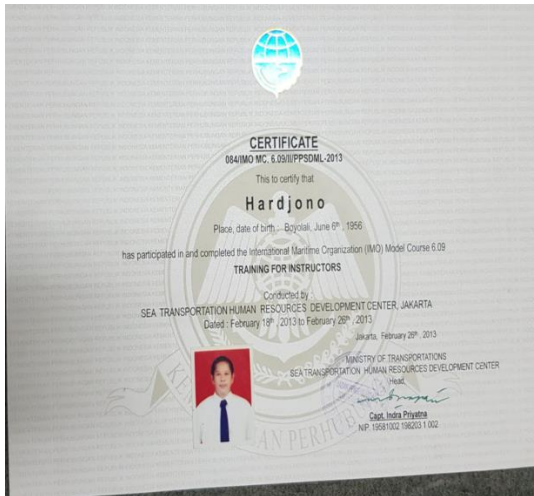 CERTIFICATE
084/IMO MC. 6.09/II/PPSDML-2013
This to certify that
Hardjono
Place, date of birth : Boyolali, June 6th , 1956
has participated in and completed the International Maritime Organization (IMO) Model Course 6.09
TRAINING FOR INSTRUCTORS
Conducted by
SEA TRANSPORTATION HUMAN RESOURCES DEVELOPMENT CENTER, JAKARTA
Dated : February 18th , 2013 to February 26th , 2013
Jakarta, February 26th , 2013
MINISTRY OF TRANSPORTATIONS
SEA TRANSPORTATION HUMAN RESOURCES DEVELOPMENT CENTER
Head,
Capt. Indra Priyatna
NIP. 19581002 198203 1 002
AN PERHUBU